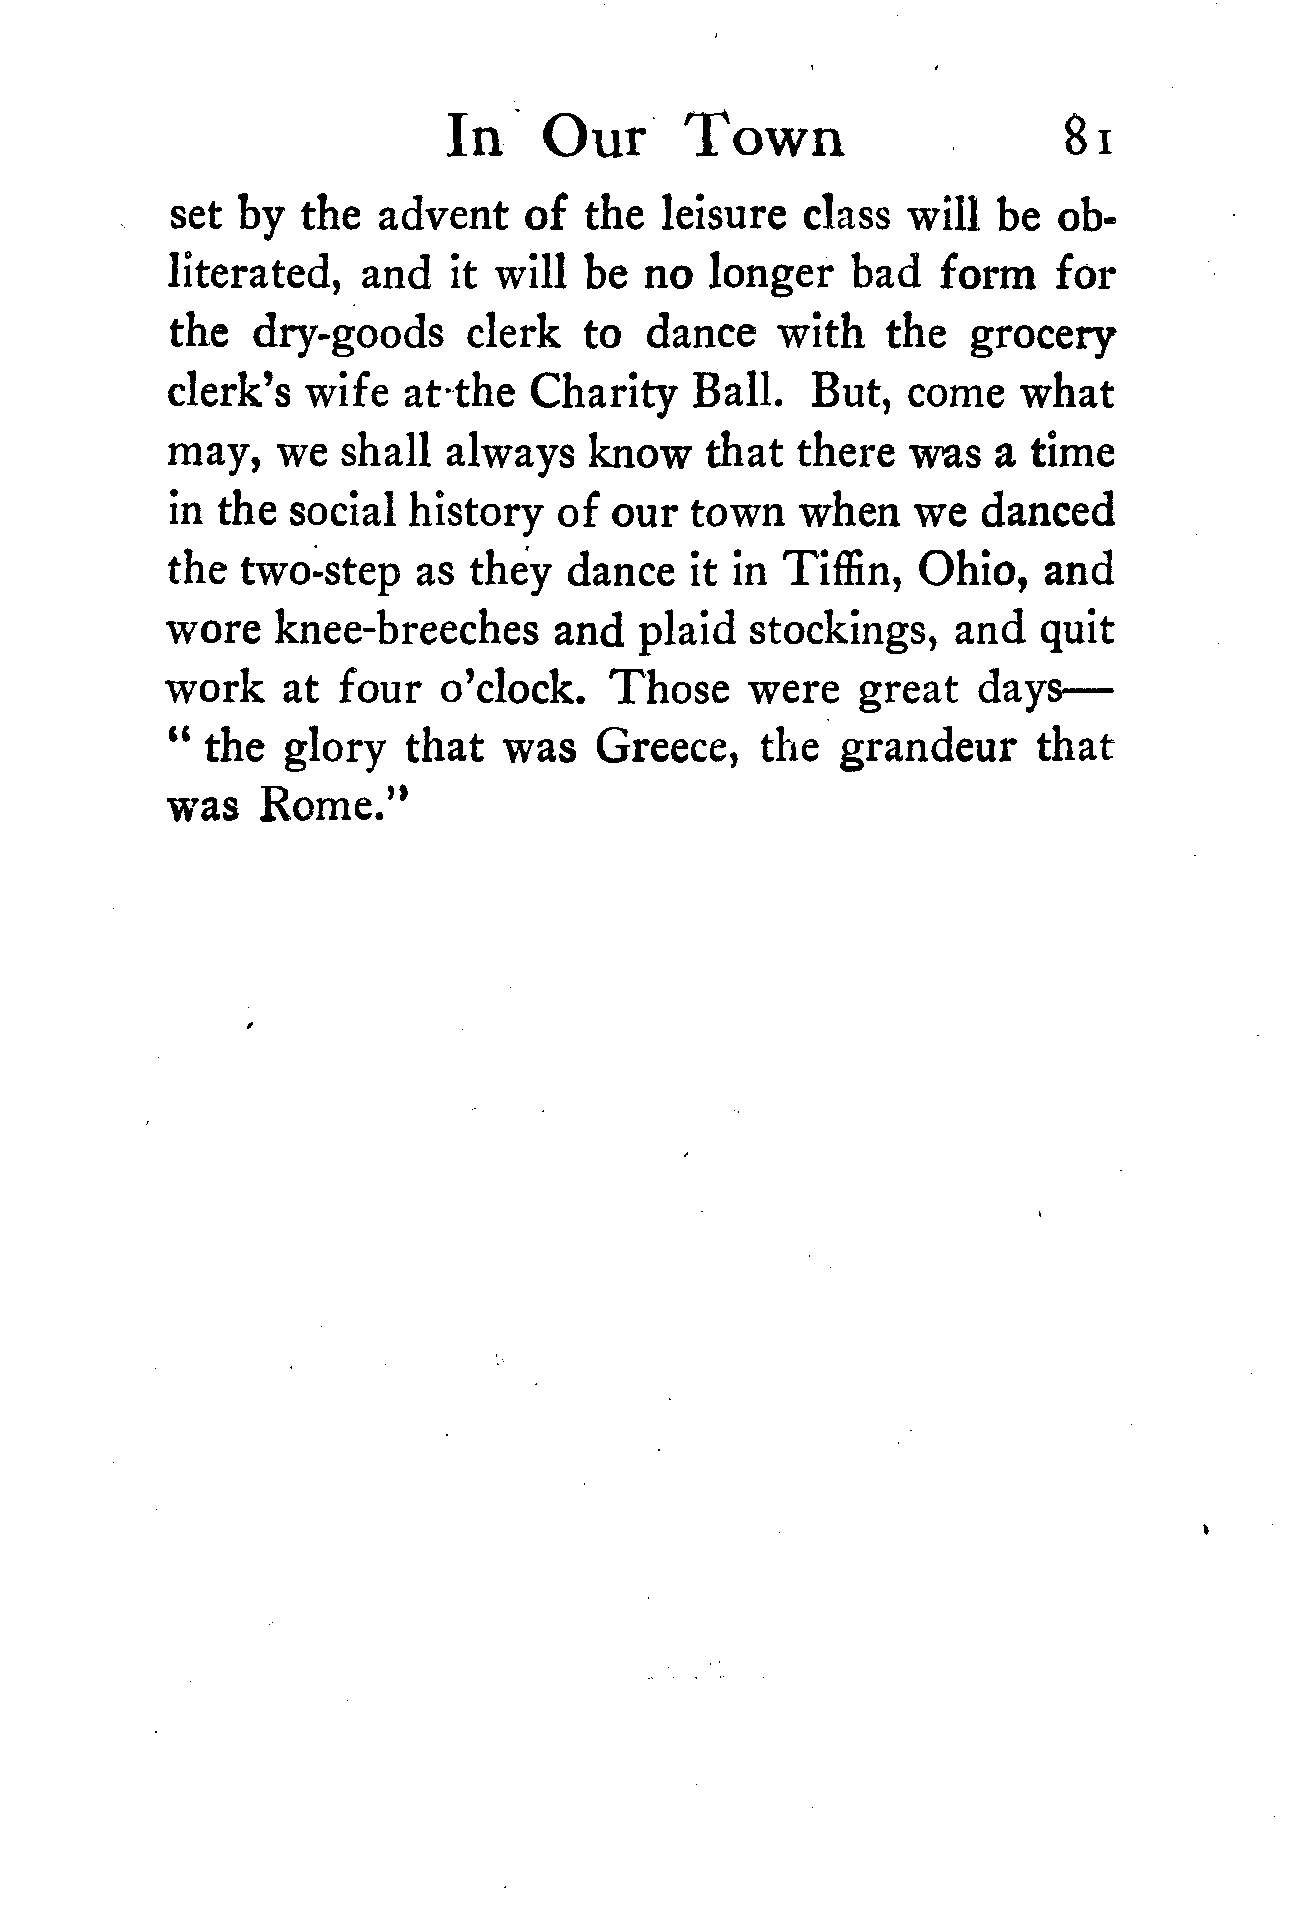 In Our Town 81
set by the advent of the leisure class will be ob-
literated, and it will be no longer bad form for
the dry-goods clerk to dance with the grocery
clerk's wife at the Charity Ball. But, come what
may, we shall always know that there was a time
in the social history of our town when we danced
the two-step as they dance it in Tiffin, Ohio, and
wore knee-breeches and plaid stockings, and quit
work at four o'clock. Those were great days—
“ the glory that was Greece, the grandeur that
was Rome.”